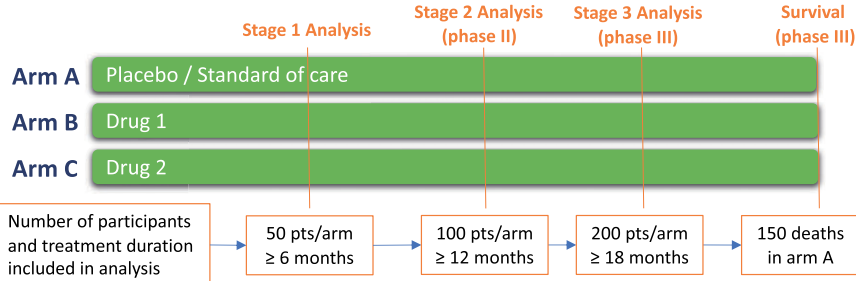 Stage 1 Analysis
Stage 2 Analysis
(phase II)
Stage 3 Analysis
(phase III)
Survival
(phase III)
Arm A
Placebo / Standard of care
Arm B
Drug 1
Arm C
Drug 2
Number of participants
and treatment duration
included in analysis
50 pts/arm
≥ 6 months
100 pts/arm
≥ 12 months
200 pts/arm
≥ 18 months
150 deaths
in arm A